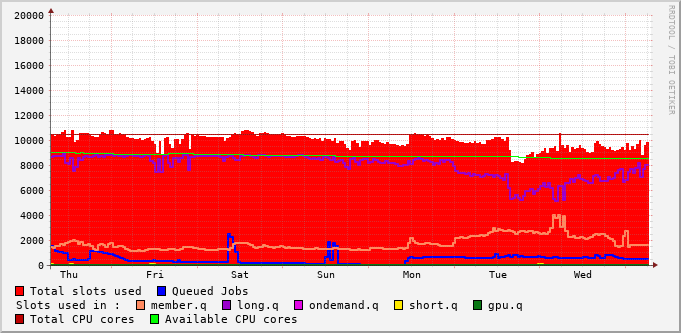 20000
18000
16000
14000
12000
10000
8000
6000
4000
2000
0
Thu Fri Sat Sun Mon Tue Wed
RRDTOOL / TOBI OETIKER
Total slots used Queued Jobs
Slots used in : member.q long.q ondemand.q short.q gpu.q
Total CPU cores Available CPU cores